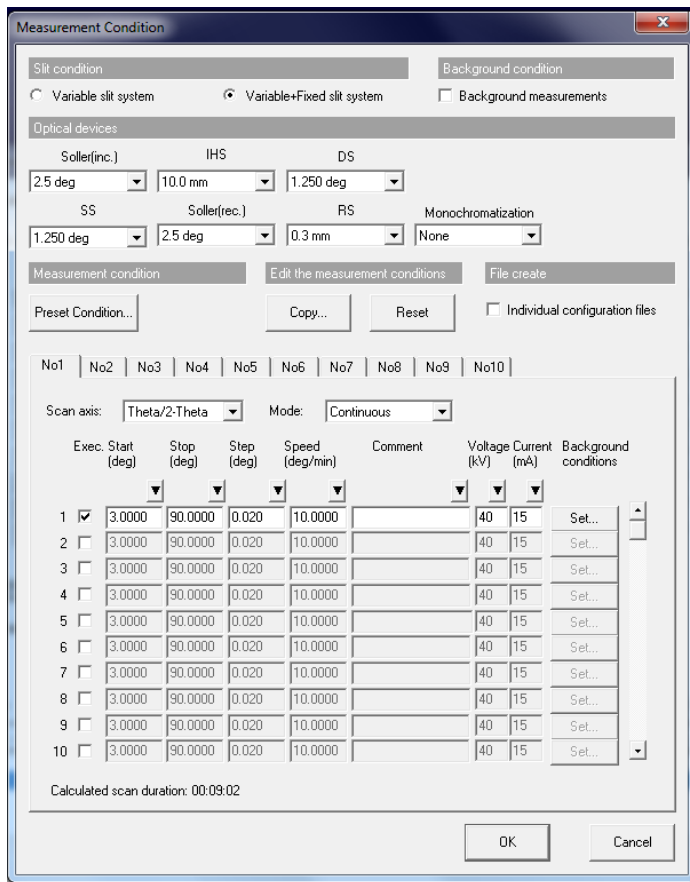 Measurement Condition
Slit condition Background condition
Variable slit system Variable+Fixed slit system Background measurements
Optical devices
Soller(inc.) IHS DS
2.5 deg 10.0 mm 1.250 deg
SS Soller(rec.) RS Monochromatization
1.250 deg 2.5 deg 0.3 mm None
Measurement condition Edit the measurement conditions File create
Preset Condition... Copy... Reset Individual configuration files
No1 No2 No3 No4 No5 No6 No7 No8 No9 No10
Scan axis: Theta/2-Theta Mode: Continuous
Exec. Start Stop Step Speed Comment Voltage Current Background
(deg) (deg) (deg) (deg/min) (kV) (mA) conditions
1 3.0000 90.0000 0.020 10.0000 40 15 Set...
2 3.0000 90.0000 0.020 10.0000 40 15 Set...
3 3.0000 90.0000 0.020 10.0000 40 15 Set...
4 3.0000 90.0000 0.020 10.0000 40 15 Set...
5 3.0000 90.0000 0.020 10.0000 40 15 Set...
6 3.0000 90.0000 0.020 10.0000 40 15 Set...
7 3.0000 90.0000 0.020 10.0000 40 15 Set...
8 3.0000 90.0000 0.020 10.0000 40 15 Set...
9 3.0000 90.0000 0.020 10.0000 40 15 Set...
10 3.0000 90.0000 0.020 10.0000 40 15 Set...
Calculated scan duration: 00:09:02
OK Cancel